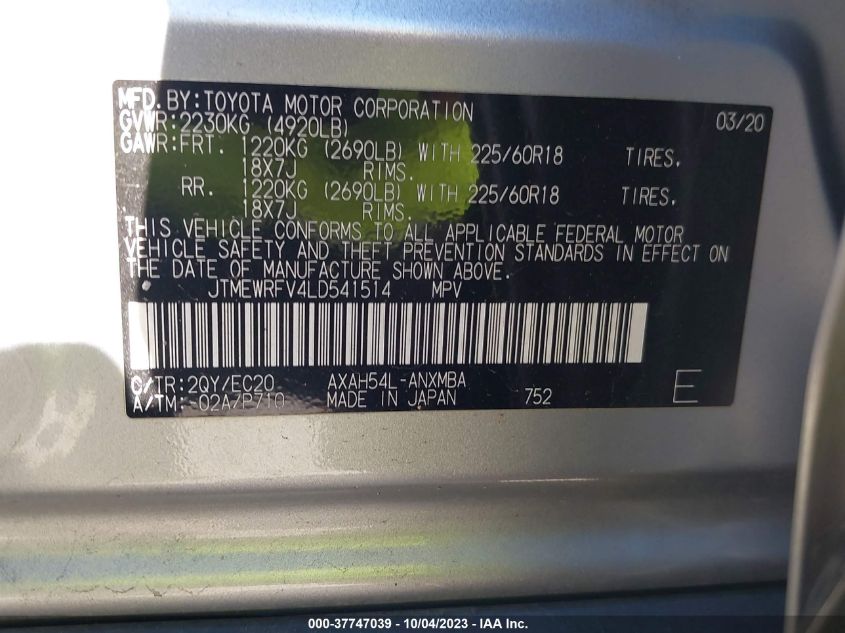 MFD.BY:TOYOTA MOTOR CORPORATION 03/20
GVWR:2230KG (4920LB)
GAWR:FRT. 1220KG (2690LB) WITH 225/60R18 TIRES,
18X7J RIMS.
RR. 1220KG (2690LB) WITH 225/60R18 TIRES,
18X7J RIMS.
THIS VEHICLE CONFORMS TO ALL APPLICABLE FEDERAL MOTOR
VEHICLE SAFETY AND THEFT PREVENTION STANDARDS IN EFFECT ON
THE DATE OF MANUFACTURE SHOWN ABOVE.
JTMEWRFV4LD541514 MPV
C/TR:2QY/EC20 AXAH54L-ANXMBA
A/TM:-02A/P710 MADE IN JAPAN 752 E
000-37747039 - 10/04/2023 - IAA Inc.